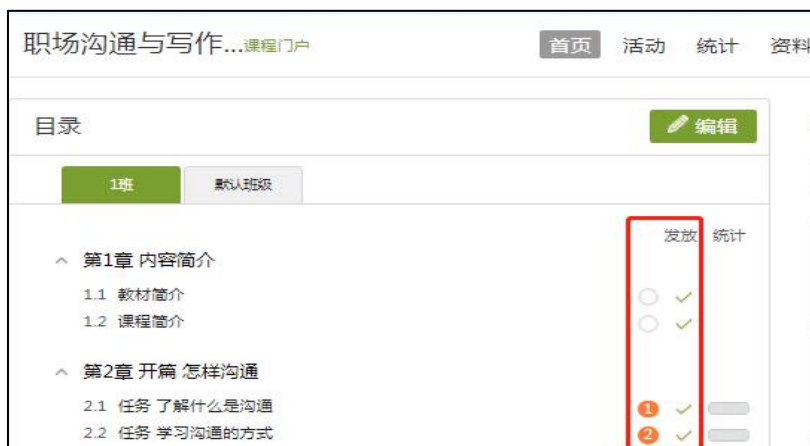 职场沟通与写作...课程门户 首页 活动 统计 资料
目录 编辑
1班 默认班级
发放 统计
第1章 内容简介
1.1 教材简介
1.2 课程简介
第2章 开篇 怎样沟通
2.1 任务 了解什么是沟通 1
2.2 任务 学习沟通的方式 2